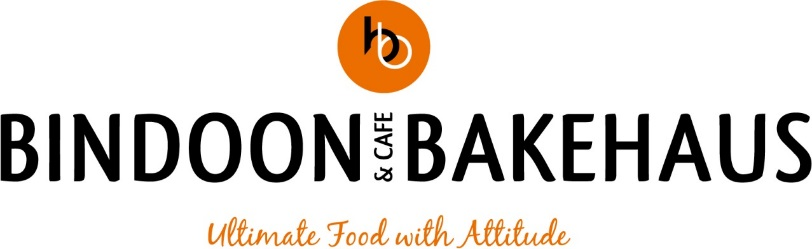 bb
BINDOON & CAFE BAKEHAUS
Ultimate Food with Attitude